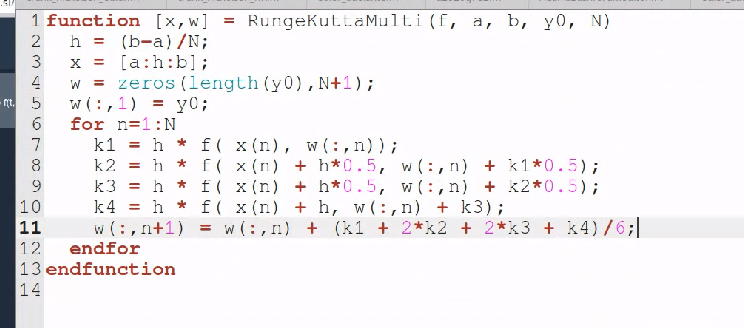 1 function [x,w] = RungeKuttaMulti(f, a, b, y0, N)
2   h = (b-a)/N;
3   x = [a:h:b];
4   w = zeros(length(y0),N+1);
5   w(:,1) = y0;
6   for n=1:N
7     k1 = h * f( x(n), w(:,n));
8     k2 = h * f( x(n) + h*0.5, w(:,n) + k1*0.5);
9     k3 = h * f( x(n) + h*0.5, w(:,n) + k2*0.5);
10     k4 = h * f( x(n) + h, w(:,n) + k3);
11     w(:,n+1) = w(:,n) + (k1 + 2*k2 + 2*k3 + k4)/6;
12   endfor
13 endfunction
14